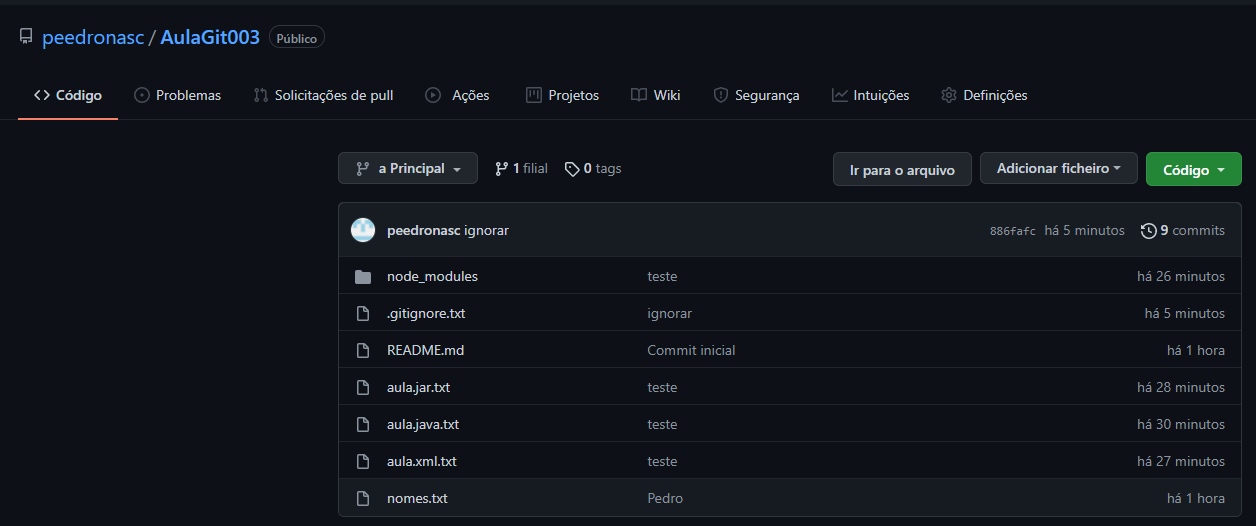 peedronasc / AulaGit003 Público
Código Problemas Solicitações de pull Ações Projetos Wiki Segurança Intuições Definições
a Principal 1 filial 0 tags Ir para o arquivo Adicionar ficheiro Código
peedronasc ignorar 886fafc há 5 minutos 9 commits
node_modules teste há 26 minutos
.gitignore.txt ignorar há 5 minutos
README.md Commit inicial há 1 hora
aula.jar.txt teste há 28 minutos
aula.java.txt teste há 30 minutos
aula.xml.txt teste há 27 minutos
nomes.txt Pedro há 1 hora